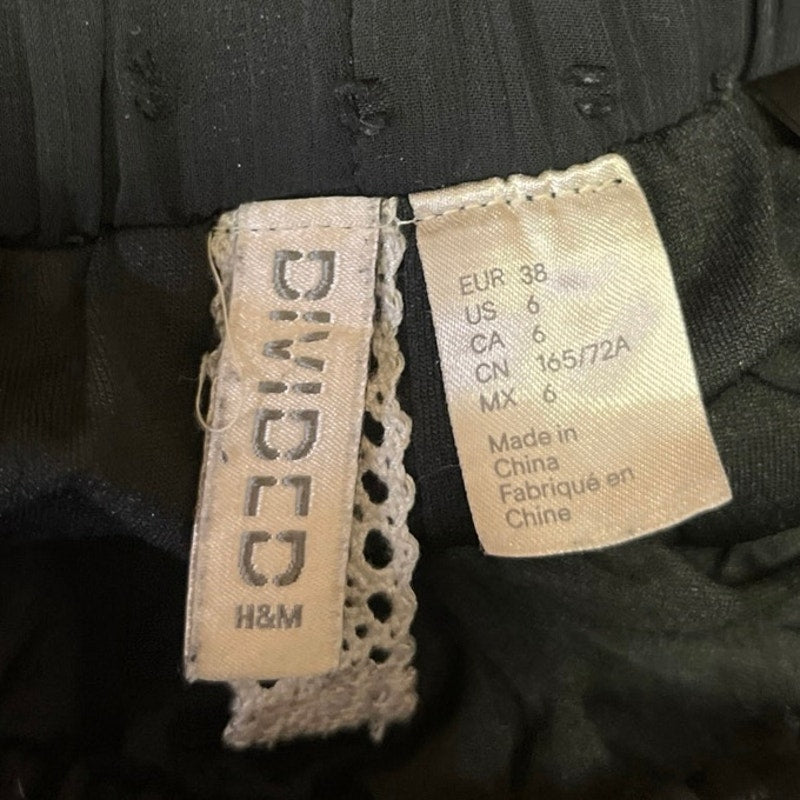 DIVIDED
H&M
EUR 38
US 6
CA 6
CN 165/72A
MX 6
Made in
China
Fabriqué en
Chine